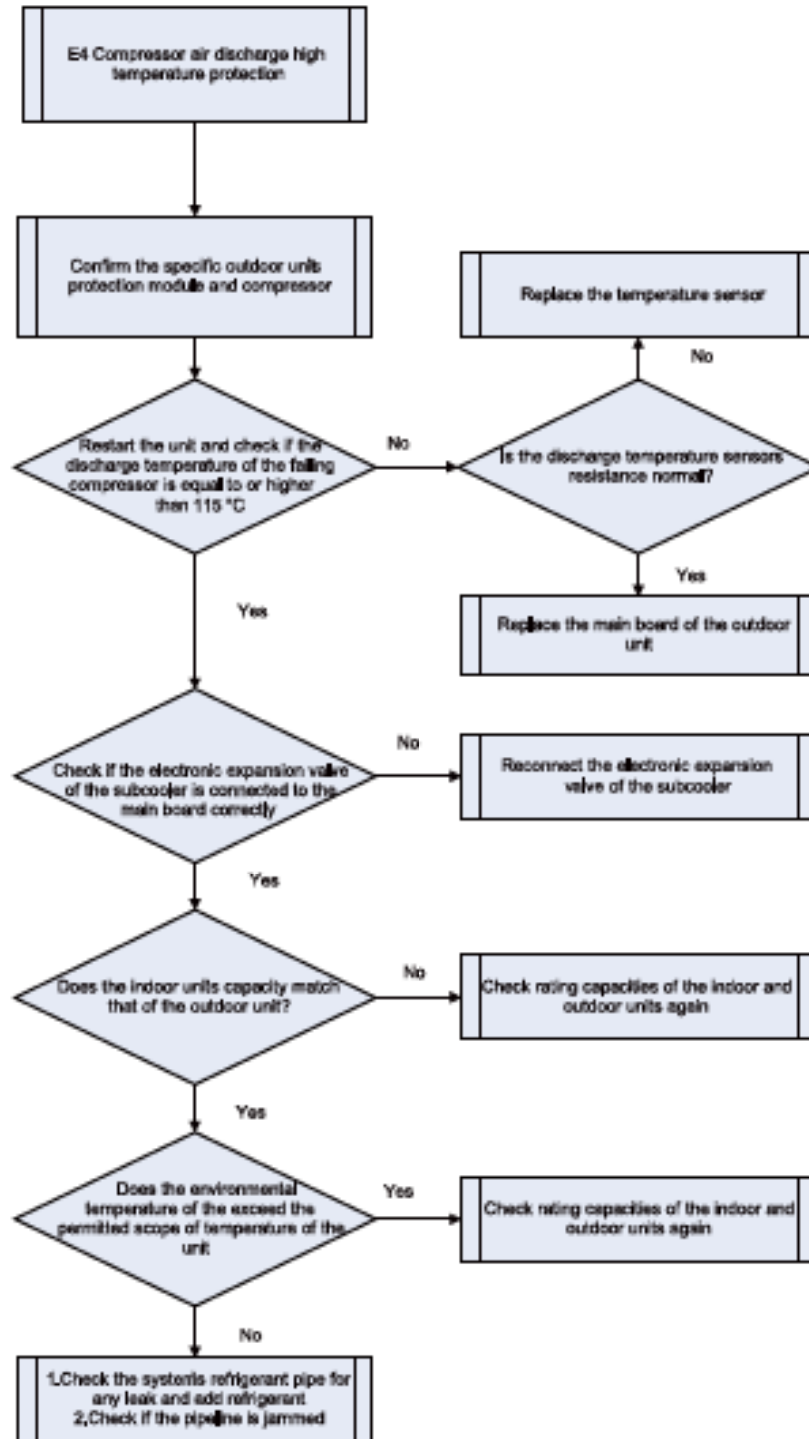 E4 Compressor air discharge high
temperature protection
Confirm the specific outdoor units
protection module and compressor
Replace the temperature sensor
No
Restart the unit and check if the
discharge temperature of the failing
compressor is equal to or higher
than 115 °C
No
Is the discharge temperature sensors
resistance normal?
Yes
Yes
Replace the main board of the outdoor
unit
Check if the electronic expansion valve
of the subcooler is connected to the
main board correctly
No
Reconnect the electronic expansion
valve of the subcooler
Yes
Does the indoor units capacity match
that of the outdoor unit?
No
Check rating capacities of the indoor and
outdoor units again
Yes
Does the environmental
temperature of the exceed the
permitted scope of temperature of the
unit
Yes
Check rating capacities of the indoor and
outdoor units again
No
1.Check the system's refrigerant pipe for
any leak and add refrigerant
2,Check if the pipeline is jammed